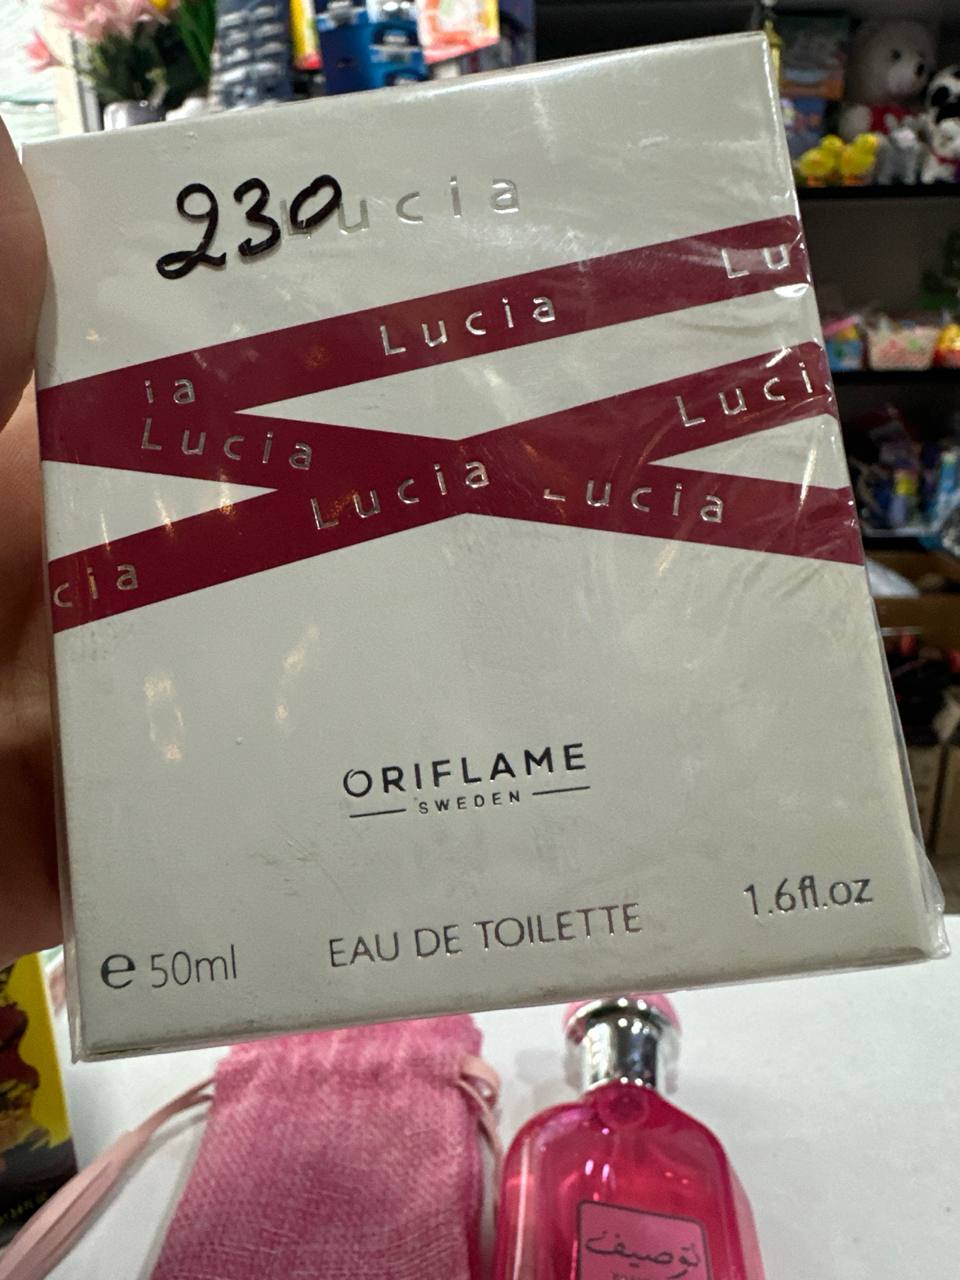 230
Lucia
Lu
Lucia
ia
Luci
Lucia
Lucia
ucia
cia
ORIFLAME
SWEDEN
e 50ml
EAU DE TOILETTE
1.6fl.oz
توصيف